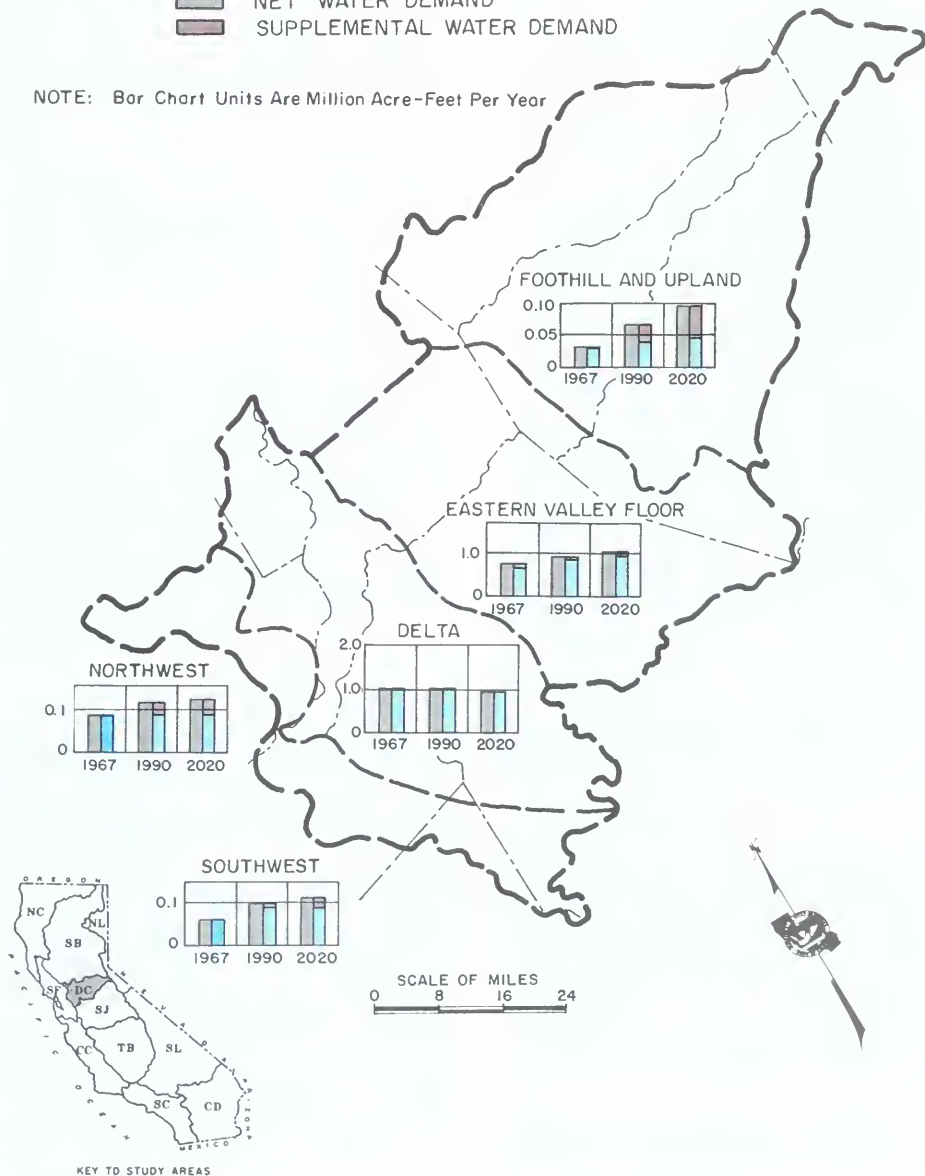 NET WATER DEMAND
SUPPLEMENTAL WATER DEMAND
NOTE: Bar Chart Units Are Million Acre-Feet Per Year
FOOTHILL AND UPLAND
0.10
0.05
0
1967 1990 2020
EASTERN VALLEY FLOOR
1.0
0
1967 1990 2020
DELTA
2.0
1.0
0
1967 1990 2020
NORTHWEST
0.1
0
1967 1990 2020
SOUTHWEST
0.1
0
1967 1990 2020
SCALE OF MILES
0 8 16 24
OREGON
NC
NL
SB
SF
DC
SJ
CC
TB
SL
SC
CD
PACIFIC OCEAN
NEVADA
ARIZONA
MEXICO
KEY TO STUDY AREAS